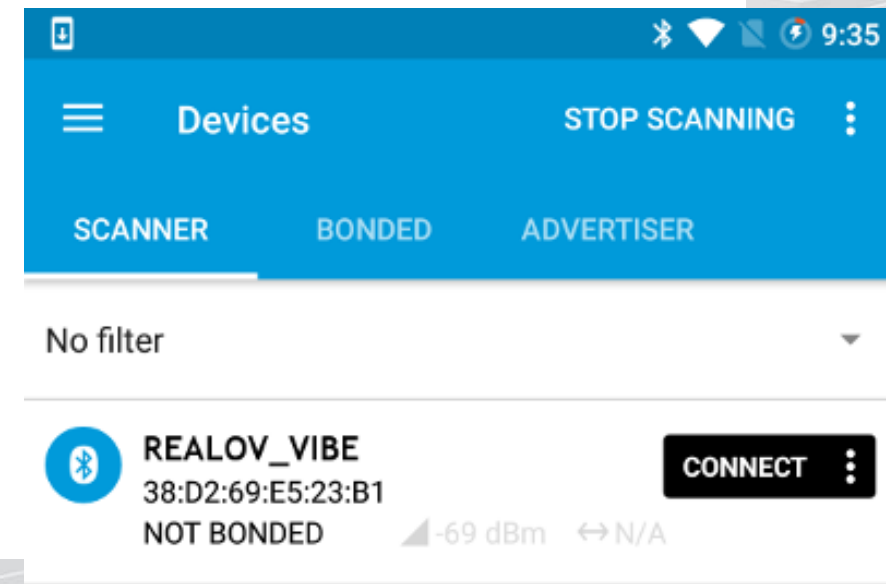 9:35
Devices STOP SCANNING
SCANNER BONDED ADVERTISER
No filter
REALOV_VIBE
CONNECT
38:D2:69:E5:23:B1
NOT BONDED -69 dBm N/A